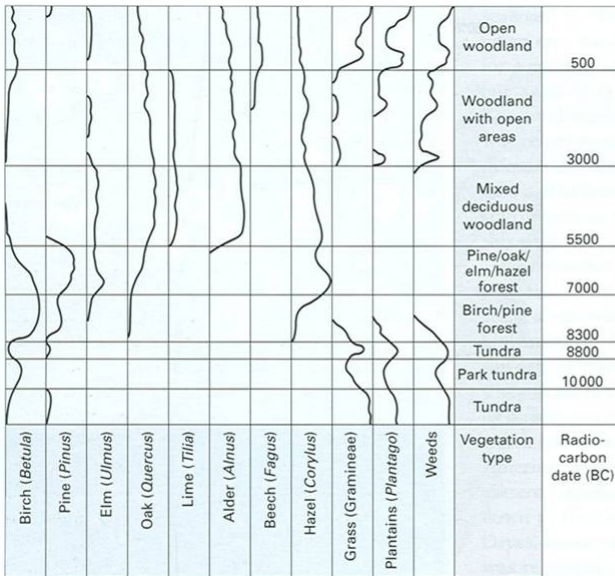 Open
woodland
500
Woodland
with open
areas
3000
Mixed
deciduous
woodland
5500
Pine/oak/
elm/hazel
forest
7000
Birch/pine
forest
8300
Tundra
8800
Park tundra
10000
Tundra
Birch (Betula)
Pine (Pinus)
Elm (Ulmus)
Oak (Quercus)
Lime (Tilia)
Alder (Alnus)
Beech (Fagus)
Hazel (Corylus)
Grass (Gramineae)
Plantains (Plantago)
Weeds
Vegetation
type
Radio-
carbon
date (BC)